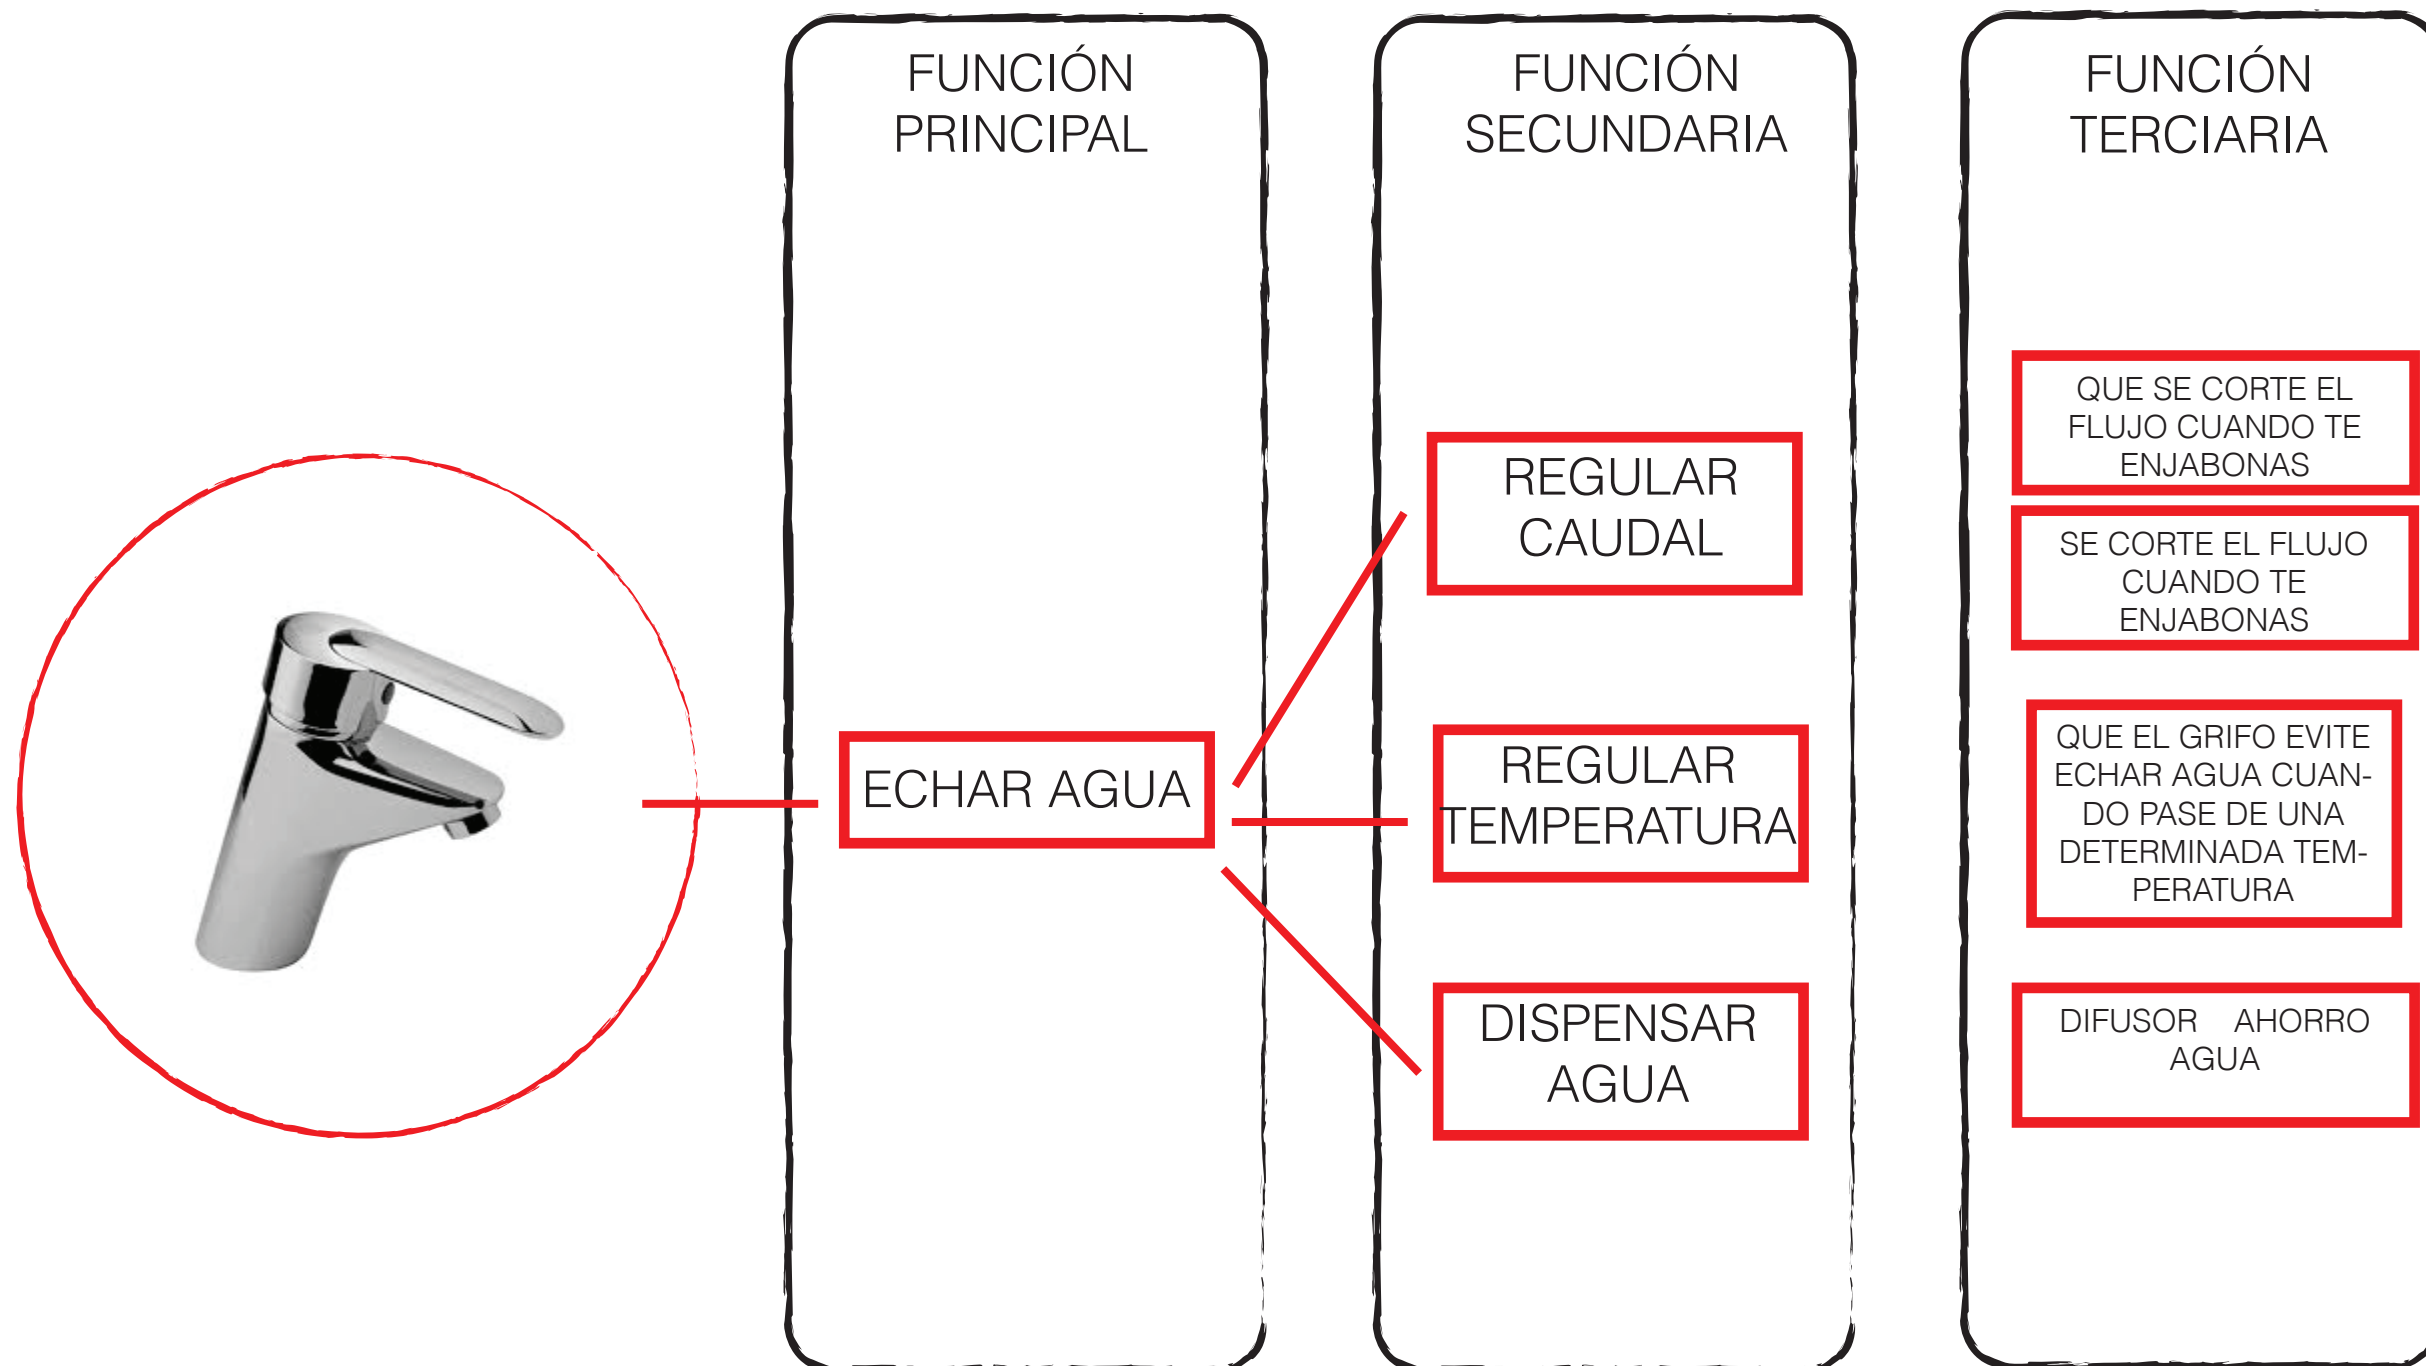 FUNCIÓN
PRINCIPAL
ECHAR AGUA
FUNCIÓN
SECUNDARIA
REGULAR
CAUDAL
REGULAR
TEMPERATURA
DISPENSAR
AGUA
FUNCIÓN
TERCIARIA
QUE SE CORTE EL
FLUJO CUANDO TE
ENJABONAS
SE CORTE EL FLUJO
CUANDO TE
ENJABONAS
QUE EL GRIFO EVITE
ECHAR AGUA CUAN-
DO PASE DE UNA
DETERMINADA TEM-
PERATURA
DIFUSOR AHORRO
AGUA